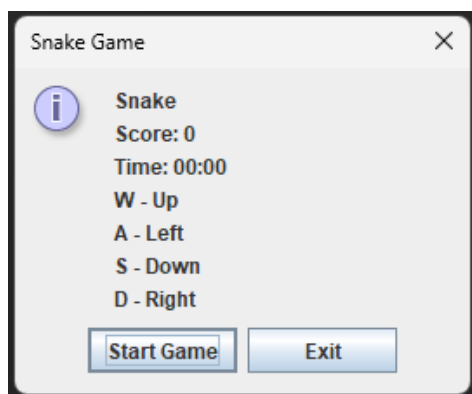 Snake Game
Snake
Score: 0
Time: 00:00
W - Up
A - Left
S - Down
D - Right
Start Game
Exit